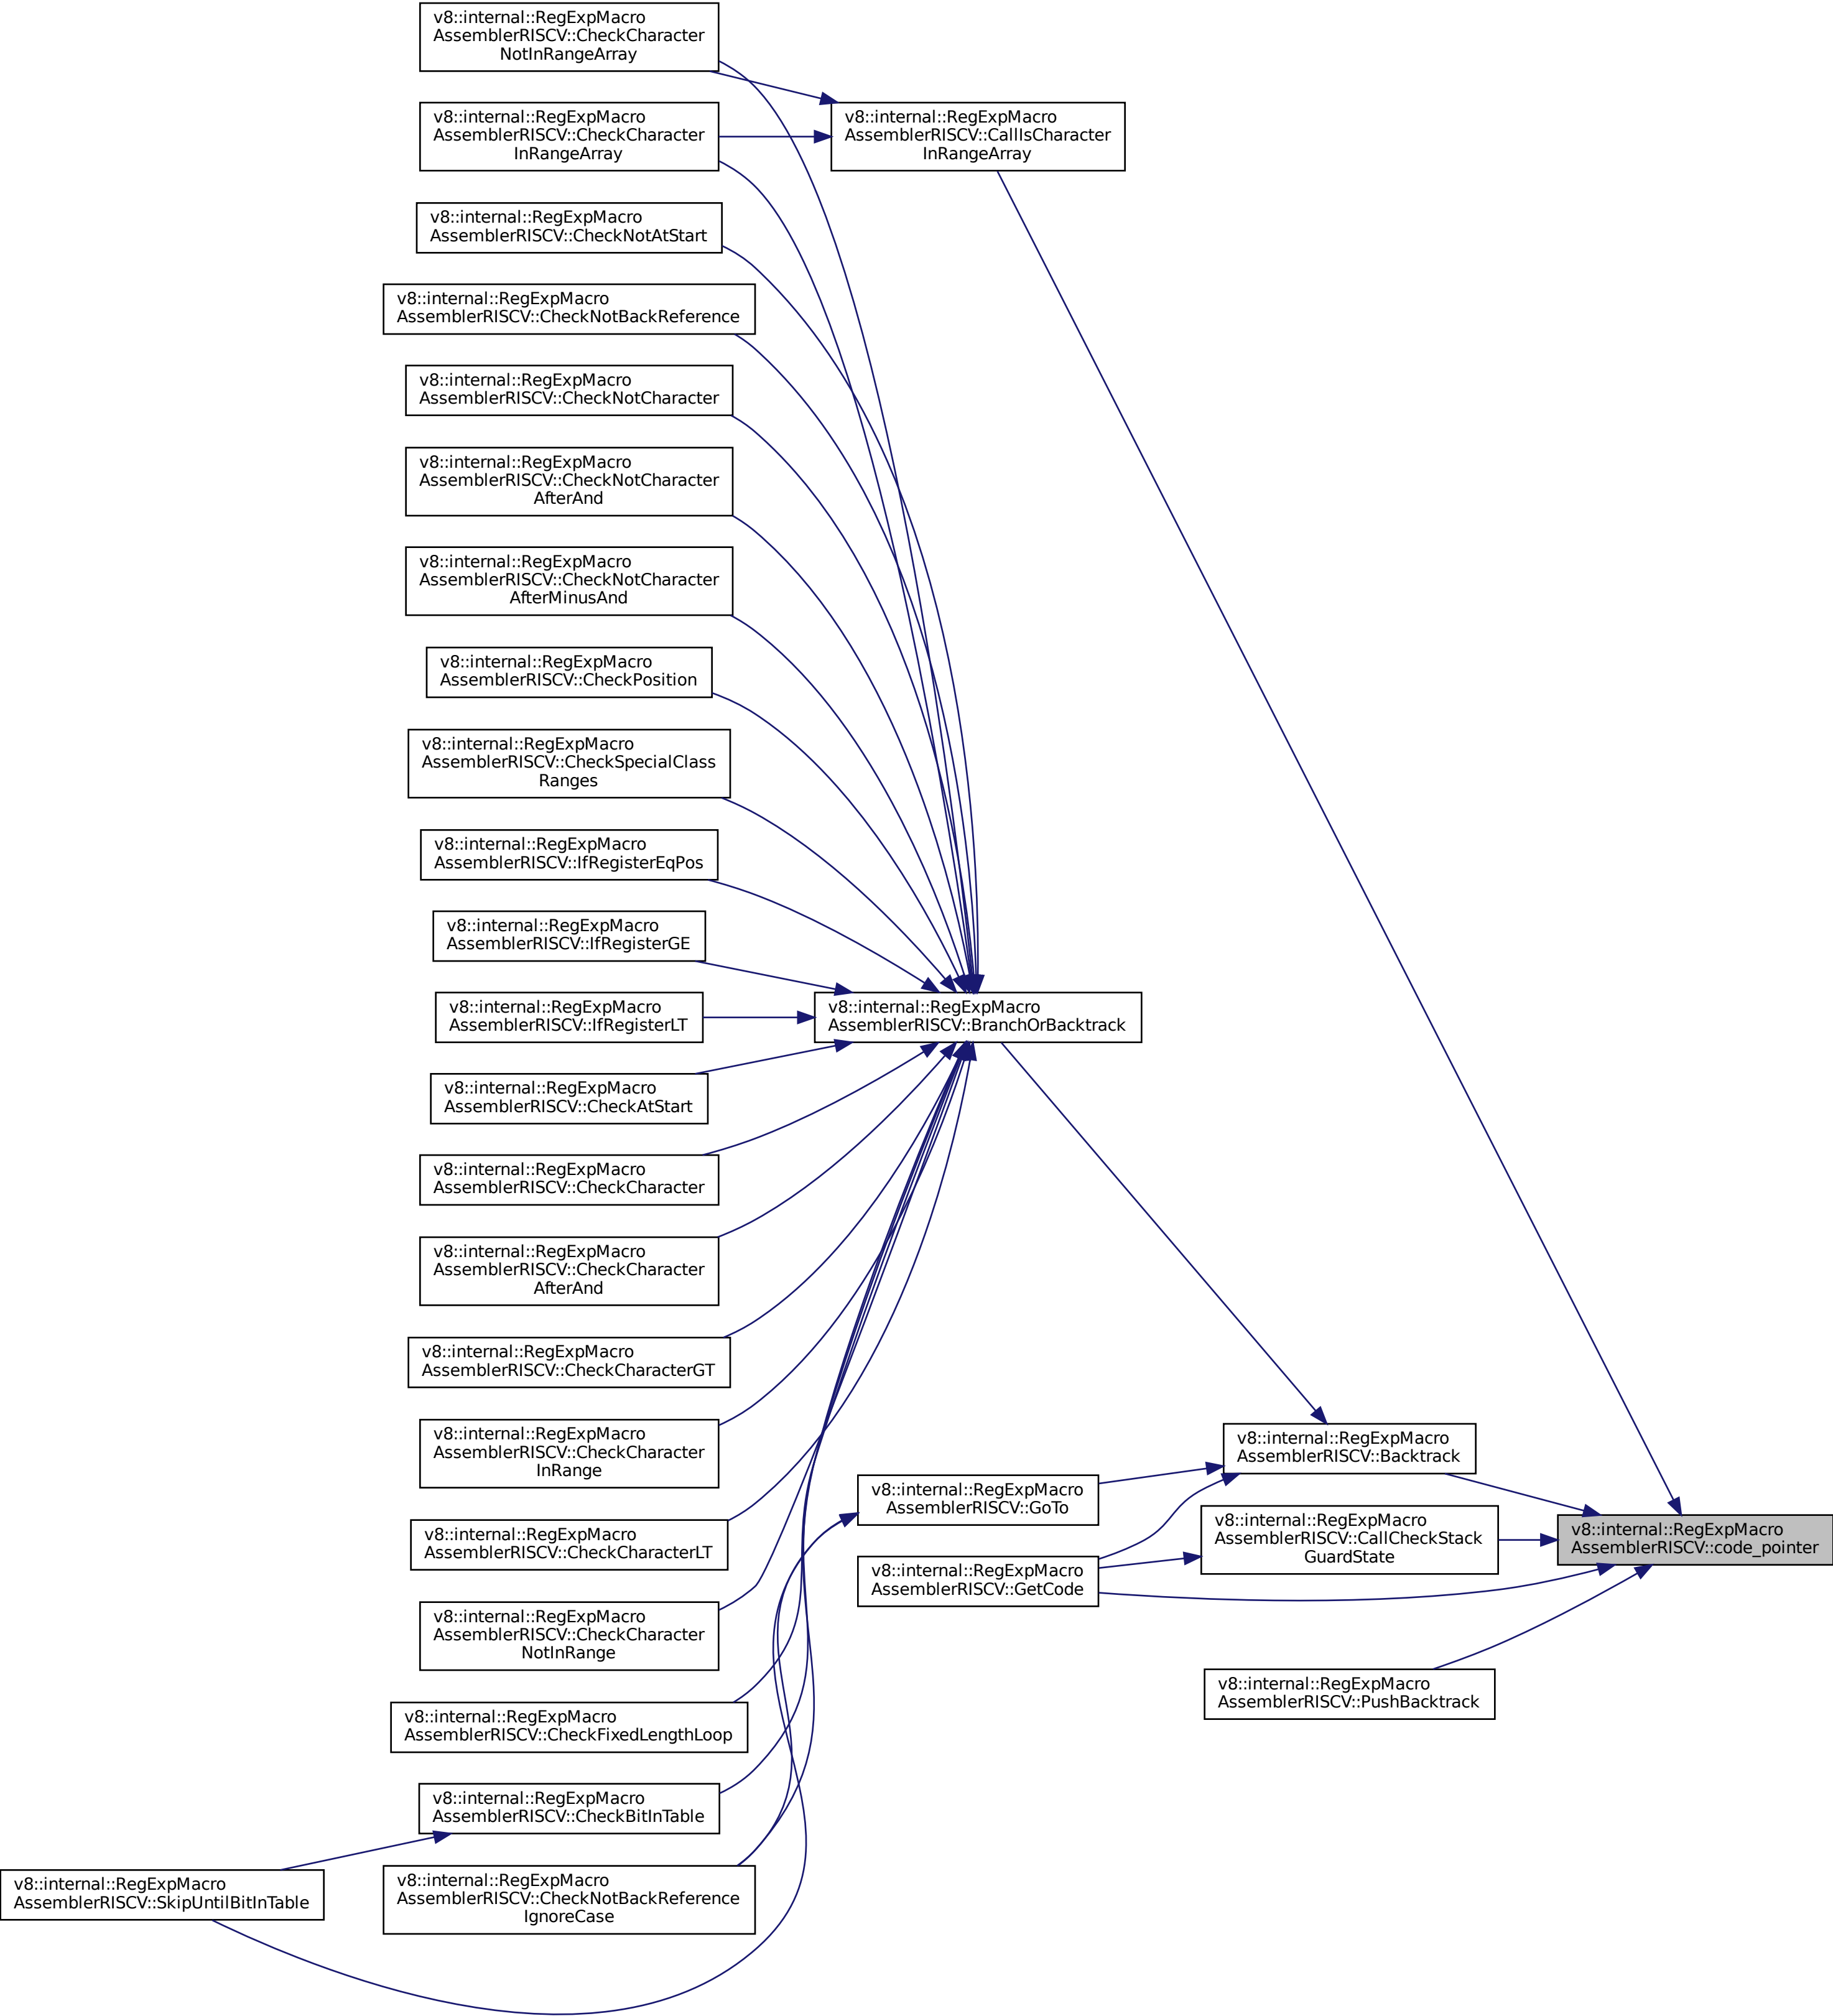 v8::internal::RegExpMacro
AssemblerRISCV::CheckCharacter
NotInRangeArray
v8::internal::RegExpMacro
AssemblerRISCV::CheckCharacter
InRangeArray
v8::internal::RegExpMacro
AssemblerRISCV::CallIsCharacter
InRangeArray
v8::internal::RegExpMacro
AssemblerRISCV::CheckNotAtStart
v8::internal::RegExpMacro
AssemblerRISCV::CheckNotBackReference
v8::internal::RegExpMacro
AssemblerRISCV::CheckNotCharacter
v8::internal::RegExpMacro
AssemblerRISCV::CheckNotCharacter
AfterAnd
v8::internal::RegExpMacro
AssemblerRISCV::CheckNotCharacter
AfterMinusAnd
v8::internal::RegExpMacro
AssemblerRISCV::CheckPosition
v8::internal::RegExpMacro
AssemblerRISCV::CheckSpecialClass
Ranges
v8::internal::RegExpMacro
AssemblerRISCV::IfRegisterEqPos
v8::internal::RegExpMacro
AssemblerRISCV::IfRegisterGE
v8::internal::RegExpMacro
AssemblerRISCV::IfRegisterLT
v8::internal::RegExpMacro
AssemblerRISCV::BranchOrBacktrack
v8::internal::RegExpMacro
AssemblerRISCV::CheckAtStart
v8::internal::RegExpMacro
AssemblerRISCV::CheckCharacter
v8::internal::RegExpMacro
AssemblerRISCV::CheckCharacter
AfterAnd
v8::internal::RegExpMacro
AssemblerRISCV::CheckCharacterGT
v8::internal::RegExpMacro
AssemblerRISCV::CheckCharacter
InRange
v8::internal::RegExpMacro
AssemblerRISCV::Backtrack
v8::internal::RegExpMacro
AssemblerRISCV::GoTo
v8::internal::RegExpMacro
AssemblerRISCV::CallCheckStack
GuardState
v8::internal::RegExpMacro
AssemblerRISCV::code_pointer
v8::internal::RegExpMacro
AssemblerRISCV::CheckCharacterLT
v8::internal::RegExpMacro
AssemblerRISCV::GetCode
v8::internal::RegExpMacro
AssemblerRISCV::CheckCharacter
NotInRange
v8::internal::RegExpMacro
AssemblerRISCV::PushBacktrack
v8::internal::RegExpMacro
AssemblerRISCV::CheckFixedLengthLoop
v8::internal::RegExpMacro
AssemblerRISCV::CheckBitInTable
v8::internal::RegExpMacro
AssemblerRISCV::SkipUntilBitInTable
v8::internal::RegExpMacro
AssemblerRISCV::CheckNotBackReference
IgnoreCase